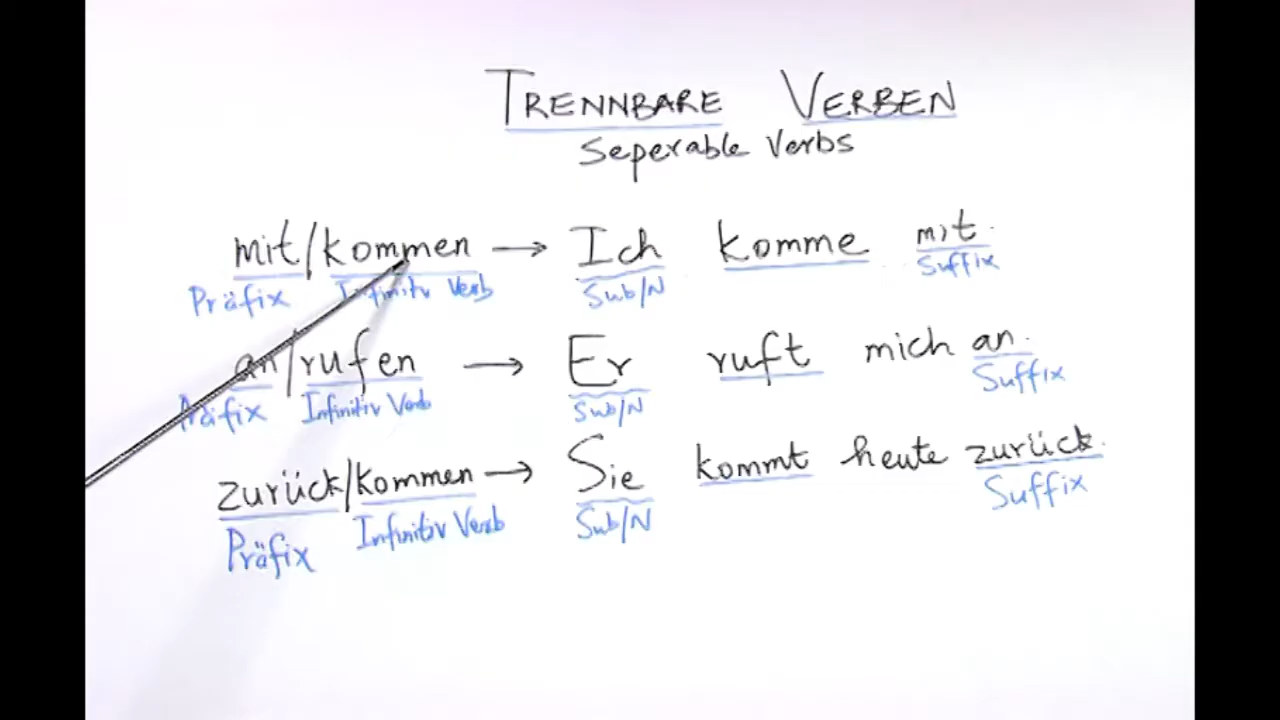 TRENNBARE VERBEN
Seperable Verbs
mit/kommen → Ich komme mit.
Präfix Infinitiv Verb Sub/N Suffix
an/rufen → Er ruft mich an.
Präfix Infinitiv Verb Sub/N Suffix
zurück/kommen → Sie kommt heute zurück.
Präfix Infinitiv Verb Sub/N Suffix